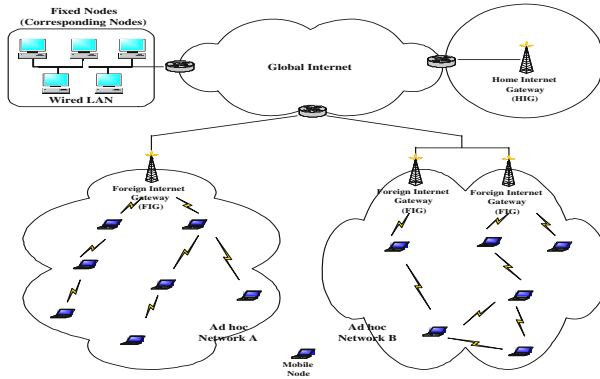 Fixed Nodes
(Corresponding Nodes)
Wired LAN
Global Internet
Home Internet
Gateway
(HIG)
Foreign Internet
Gateway
(FIG)
Foreign Internet
Gateway
(FIG)
Foreign Internet
Gateway
(FIG)
Ad hoc
Network A
Ad hoc
Network B
Mobile
Node